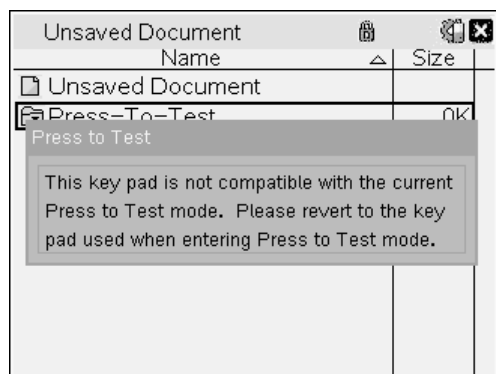 Unsaved Document
Name Size
Unsaved Document
Press-To-Test 0K
Press to Test
This key pad is not compatible with the current
Press to Test mode. Please revert to the key
pad used when entering Press to Test mode.